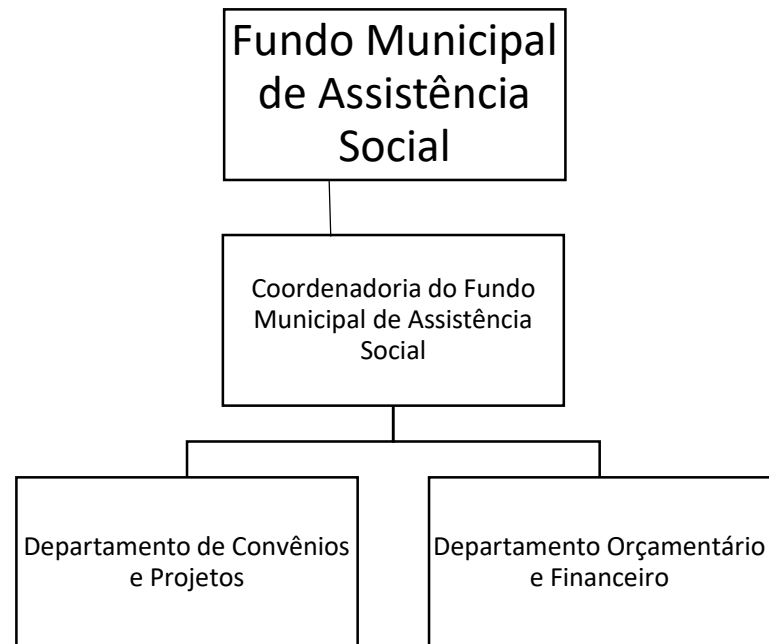 Fundo Municipal
de Assistência
Social
Coordenadoria do Fundo
Municipal de Assistência
Social
Departamento de Convênios
e Projetos
Departamento Orçamentário
e Financeiro